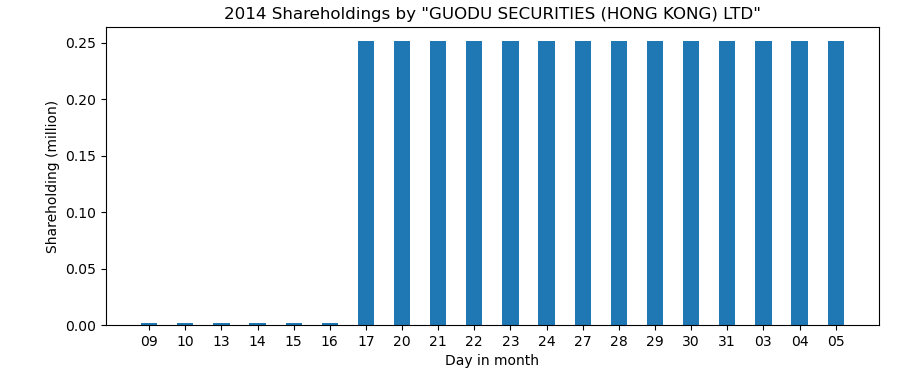 2014 Shareholdings by "GUODU SECURITIES (HONG KONG) LTD"
Shareholding (million)
0.25
0.20
0.15
0.10
0.05
0.00
09 10 13 14 15 16 17 20 21 22 23 24 27 28 29 30 31 03 04 05
Day in month